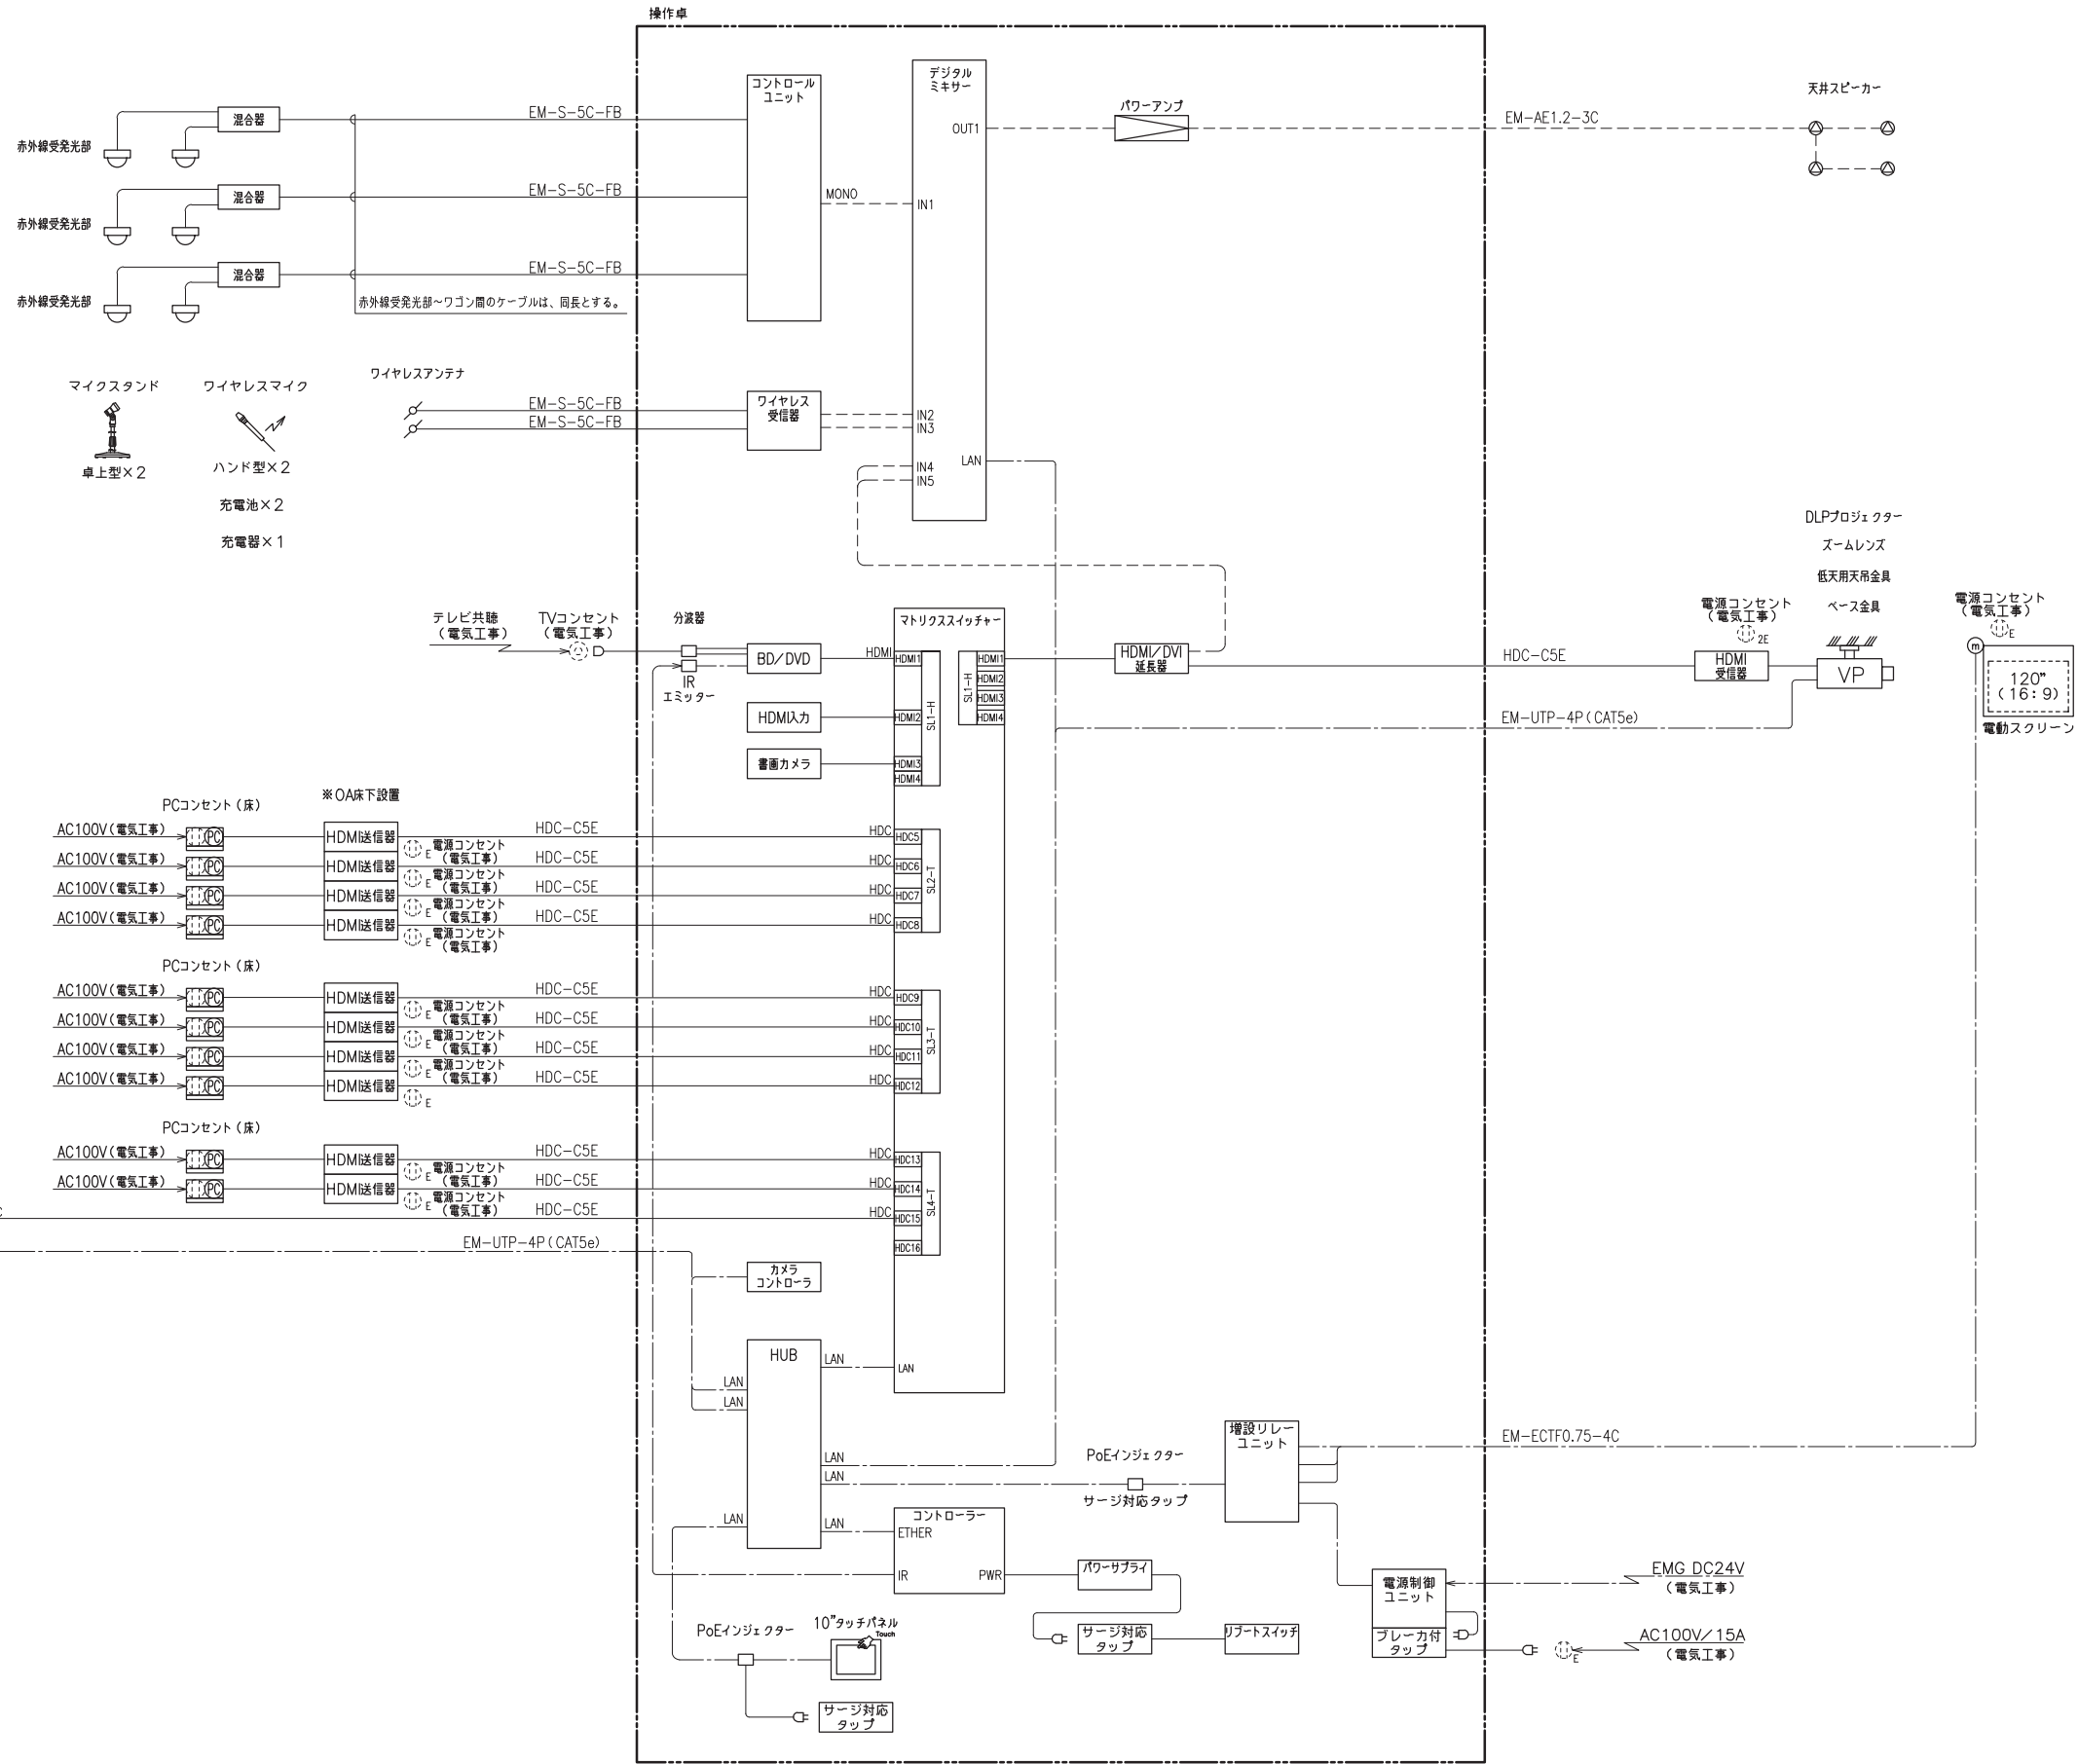 操作卓
コントロール
ユニット
デジタル
ミキサー
OUT1
パワーアンプ
EM-AE1.2-3C
天井スピーカー
赤外線受発光部
混合器
EM-S-5C-FB
赤外線受発光部
混合器
EM-S-5C-FB
MONO
IN1
赤外線受発光部
混合器
EM-S-5C-FB
赤外線受発光部～ワゴン間のケーブルは、同長とする。
マイクスタンド
卓上型×2
ワイヤレスマイク
ハンド型×2
充電池×2
充電器×1
ワイヤレスアンテナ
EM-S-5C-FB
EM-S-5C-FB
ワイヤレス
受信器
IN2
IN3
IN4
IN5
LAN
DLPプロジェクター
ズームレンズ
低天用天吊金具
ベース金具
電源コンセント
（電気工事）
2E
電源コンセント
（電気工事）
E
テレビ共聴
（電気工事）
TVコンセント
（電気工事）
分波器
BD/DVD
IR
エミッター
HDMI
マトリクススイッチャー
HDMI1
HDMI2
HDMI3
HDMI4
SL1-H
SL1-H
HDMI1
HDMI2
HDMI3
HDMI4
HDMI入力
書画カメラ
HDMI/DVI
延長器
HDC-C5E
HDMI
受信器
VP
EM-UTP-4P(CAT5e)
m
120"
(16:9)
電動スクリーン
PCコンセント（床）
※OA床下設置
AC100V(電気工事)
PC
HDMI送信器
E
電源コンセント
（電気工事）
HDC-C5E
HDC
HDC5
AC100V(電気工事)
PC
HDMI送信器
E
電源コンセント
（電気工事）
HDC-C5E
HDC
HDC6
AC100V(電気工事)
PC
HDMI送信器
E
電源コンセント
（電気工事）
HDC-C5E
HDC
HDC7
AC100V(電気工事)
PC
HDMI送信器
E
電源コンセント
（電気工事）
HDC-C5E
HDC
HDC8
SL2-T
PCコンセント（床）
AC100V(電気工事)
PC
HDMI送信器
E
電源コンセント
（電気工事）
HDC-C5E
HDC
HDC9
AC100V(電気工事)
PC
HDMI送信器
E
電源コンセント
（電気工事）
HDC-C5E
HDC
HDC10
AC100V(電気工事)
PC
HDMI送信器
E
電源コンセント
（電気工事）
HDC-C5E
HDC
HDC11
AC100V(電気工事)
PC
HDMI送信器
E
HDC-C5E
HDC
HDC12
SL3-T
PCコンセント（床）
AC100V(電気工事)
PC
HDMI送信器
E
電源コンセント
（電気工事）
HDC-C5E
HDC
HDC13
AC100V(電気工事)
PC
HDMI送信器
E
電源コンセント
（電気工事）
HDC-C5E
HDC
HDC14
HDC-C5E
HDC
HDC15
HDC16
SL4-T
EM-UTP-4P(CAT5e)
カメラ
コントローラ
HUB
LAN
LAN
LAN
LAN
LAN
LAN
LAN
LAN
コントローラー
ETHER
IR
PWR
PoEインジェクター
サージ対応タップ
増設リレー
ユニット
EM-ECTF0.75-4C
パワーサプライ
サージ対応
タップ
リブートスイッチ
電源制御
ユニット
ブレーカ付
タップ
EMG DC24V
（電気工事）
AC100V/15A
（電気工事）
E
PoEインジェクター
10"タッチパネル
Touch
サージ対応
タップ